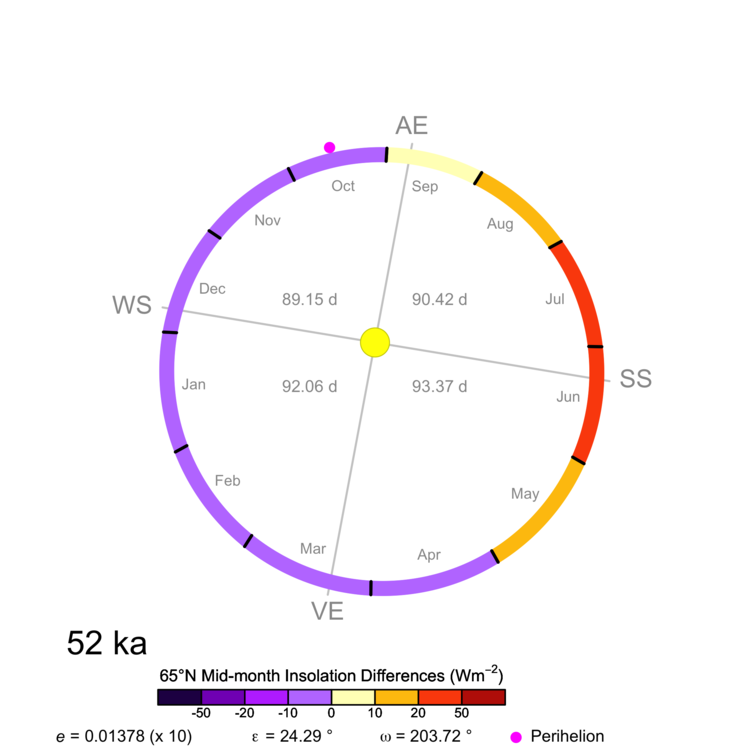 AE
Oct
Sep
Nov
Aug
Dec
89.15 d
90.42 d
Jul
WS
SS
Jan
92.06 d
93.37 d
Jun
Feb
May
Mar
Apr
VE
52 ka
65°N Mid-month Insolation Differences (Wm⁻²)
-50 -20 -10 0 10 20 50
e = 0.01378 (x 10) ε = 24.29 ° ω = 203.72 ° Perihelion